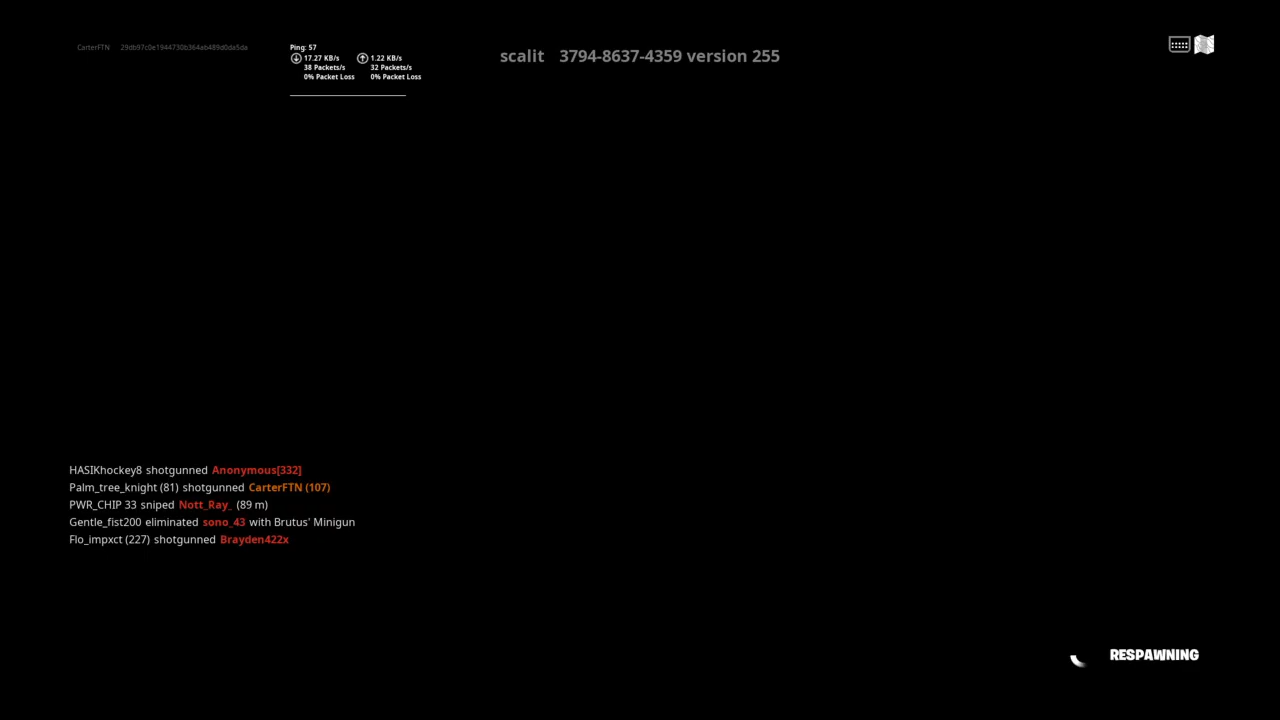 CarterFTN 29db97c0e1944730b364ab489d0da5da
Ping: 57
17.27 KB/s 1.22 KB/s
38 Packets/s 32 Packets/s
0% Packet Loss 0% Packet Loss
scalit 3794-8637-4359 version 255
HASIKhockey8 shotgunned Anonymous[332]
Palm_tree_knight (81) shotgunned CarterFTN (107)
PWR_CHIP 33 sniped Nott_Ray_ (89 m)
Gentle_fist200 eliminated sono_43 with Brutus' Minigun
Flo_impxct (227) shotgunned Brayden422x
RESPAWNING